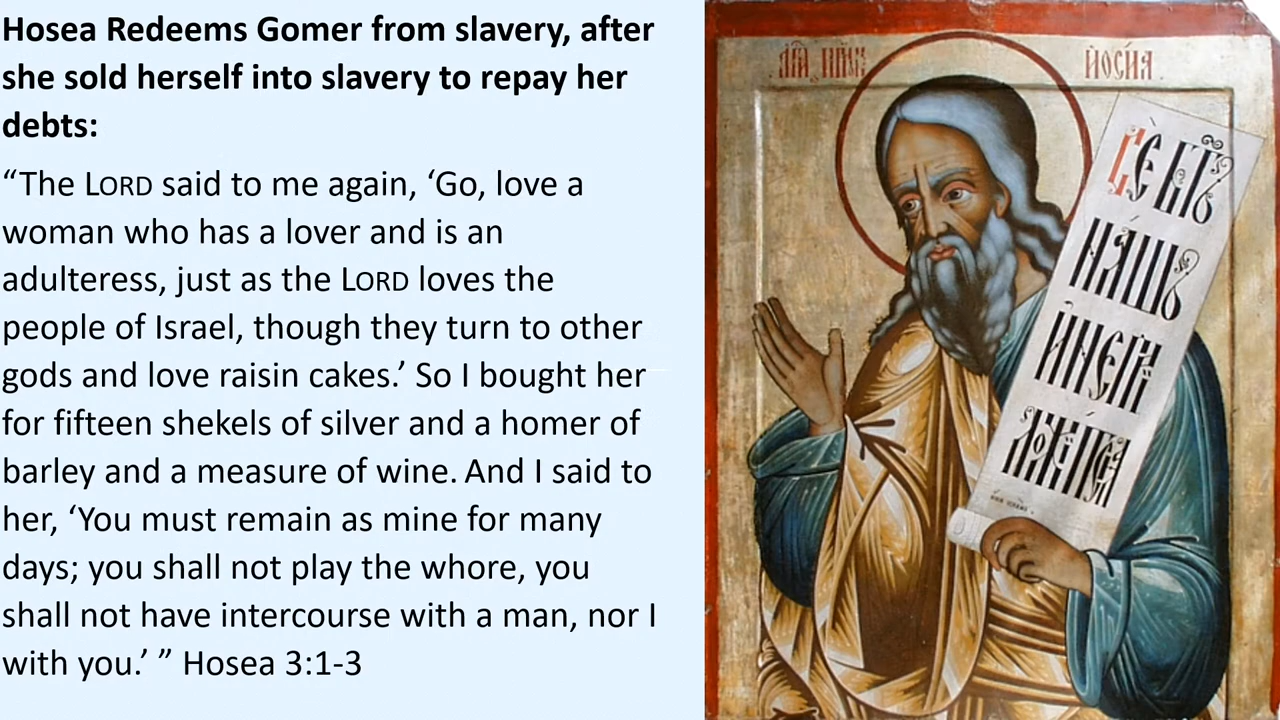 Hosea Redeems Gomer from slavery, after
she sold herself into slavery to repay her
debts:
“The LORD said to me again, ‘Go, love a
woman who has a lover and is an
adulteress, just as the LORD loves the
people of Israel, though they turn to other
gods and love raisin cakes.’ So I bought her
for fifteen shekels of silver and a homer of
barley and a measure of wine. And I said to
her, ‘You must remain as mine for many
days; you shall not play the whore, you
shall not have intercourse with a man, nor I
with you.’ ” Hosea 3:1-3